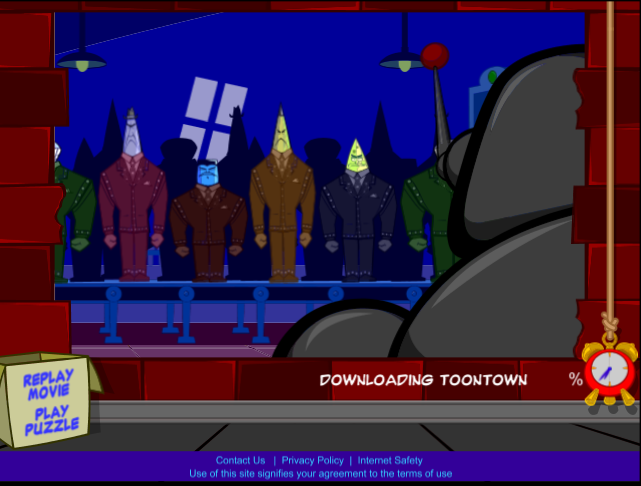 DOWNLOADING TOONTOWN %
REPLAY
MOVIE
PLAY
PUZZLE
Contact Us | Privacy Policy | Internet Safety
Use of this site signifies your agreement to the terms of use